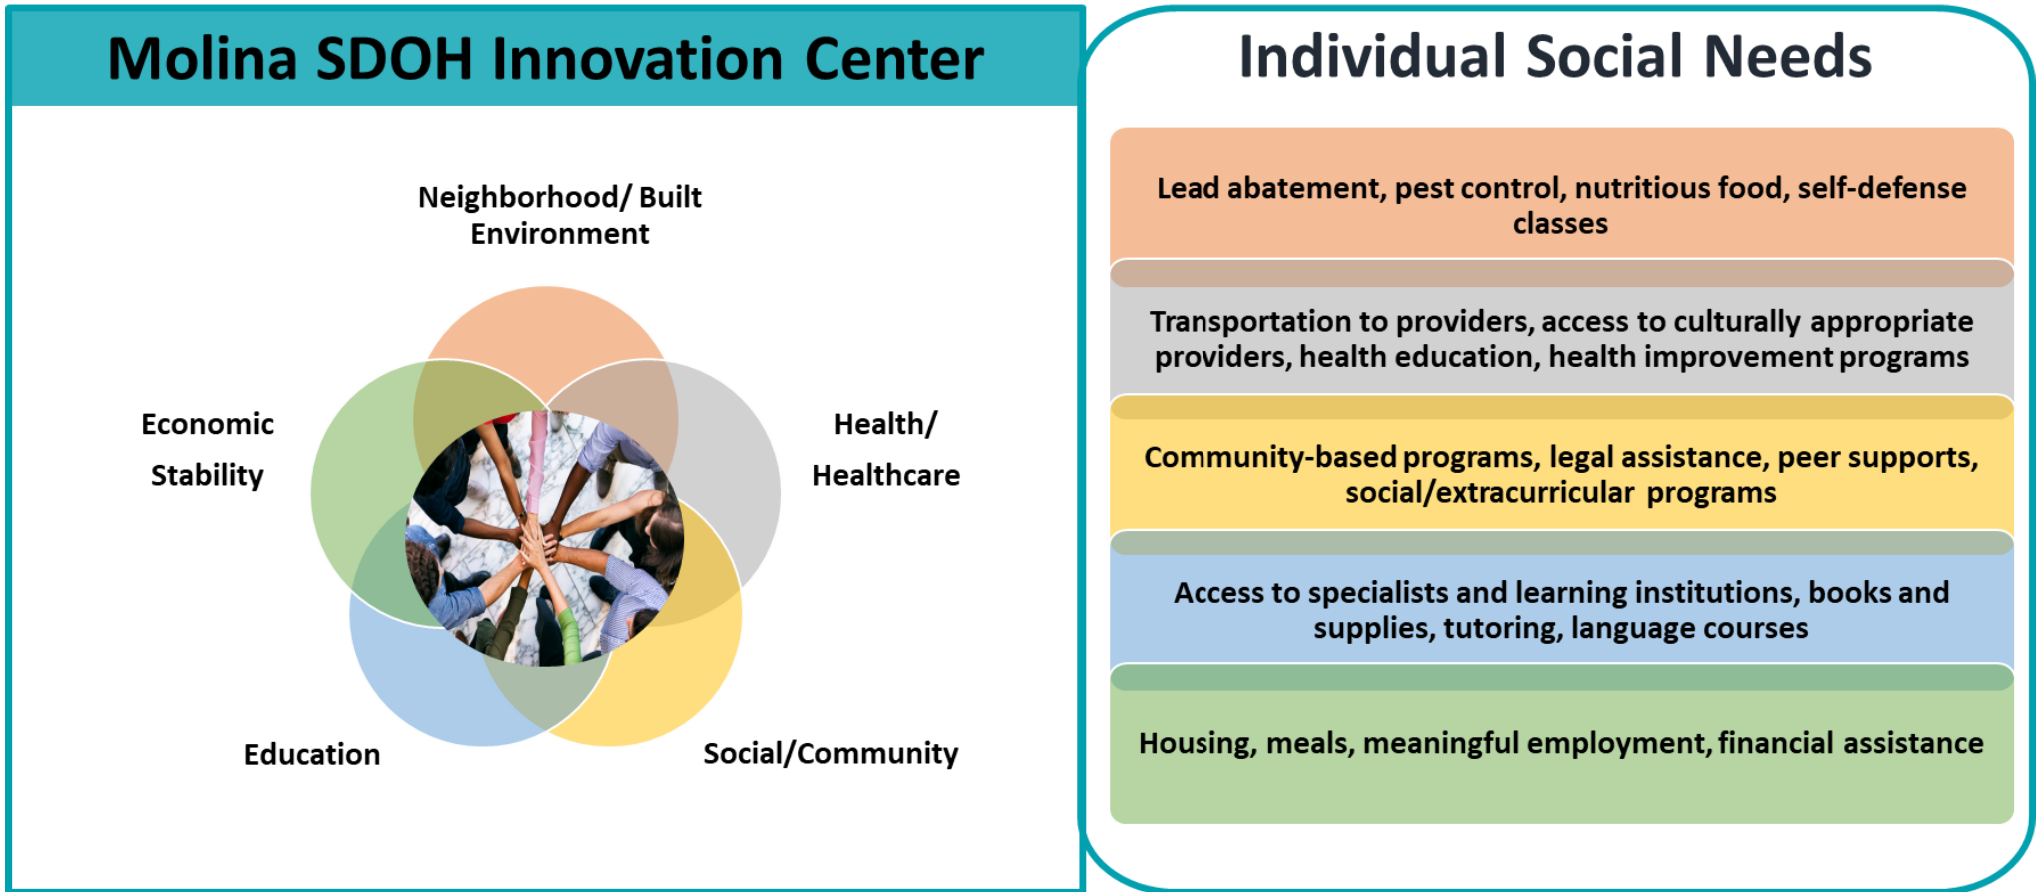 Molina SDOH Innovation Center
Neighborhood/ Built
Environment
Economic
Stability
Health/
Healthcare
Education
Social/Community
Individual Social Needs
Lead abatement, pest control, nutritious food, self-defense
classes
Transportation to providers, access to culturally appropriate
providers, health education, health improvement programs
Community-based programs, legal assistance, peer supports,
social/extracurricular programs
Access to specialists and learning institutions, books and
supplies, tutoring, language courses
Housing, meals, meaningful employment, financial assistance